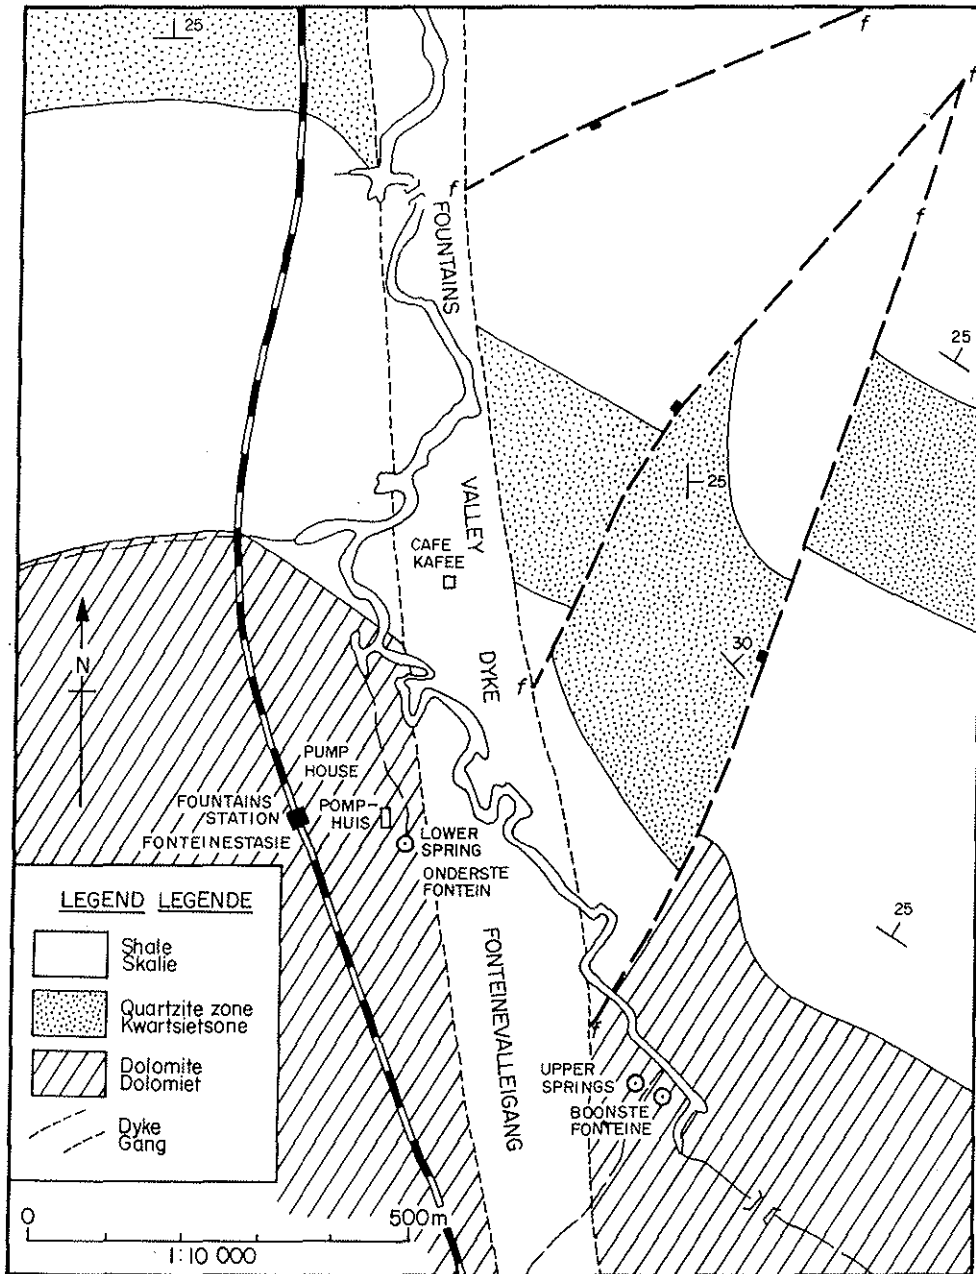 25
f
f
f
f
FOUNTAINS
25
VALLEY
25
CAFE
KAFEE
30
DYKE
f
N
PUMP
HOUSE
FOUNTAINS
STATION
POMP-
HUIS
FONTEINESTASIE
LOWER
SPRING
ONDERSTE
FONTEIN
25
FONTEINEVALLEIGANG
f
UPPER
SPRINGS
BOONSTE
FONTEINE
LEGEND LEGENDE
Shale
Skalie
Quartzite zone
Kwartsietsone
Dolomite
Dolomiet
Dyke
Gang
0 500m
1:10 000